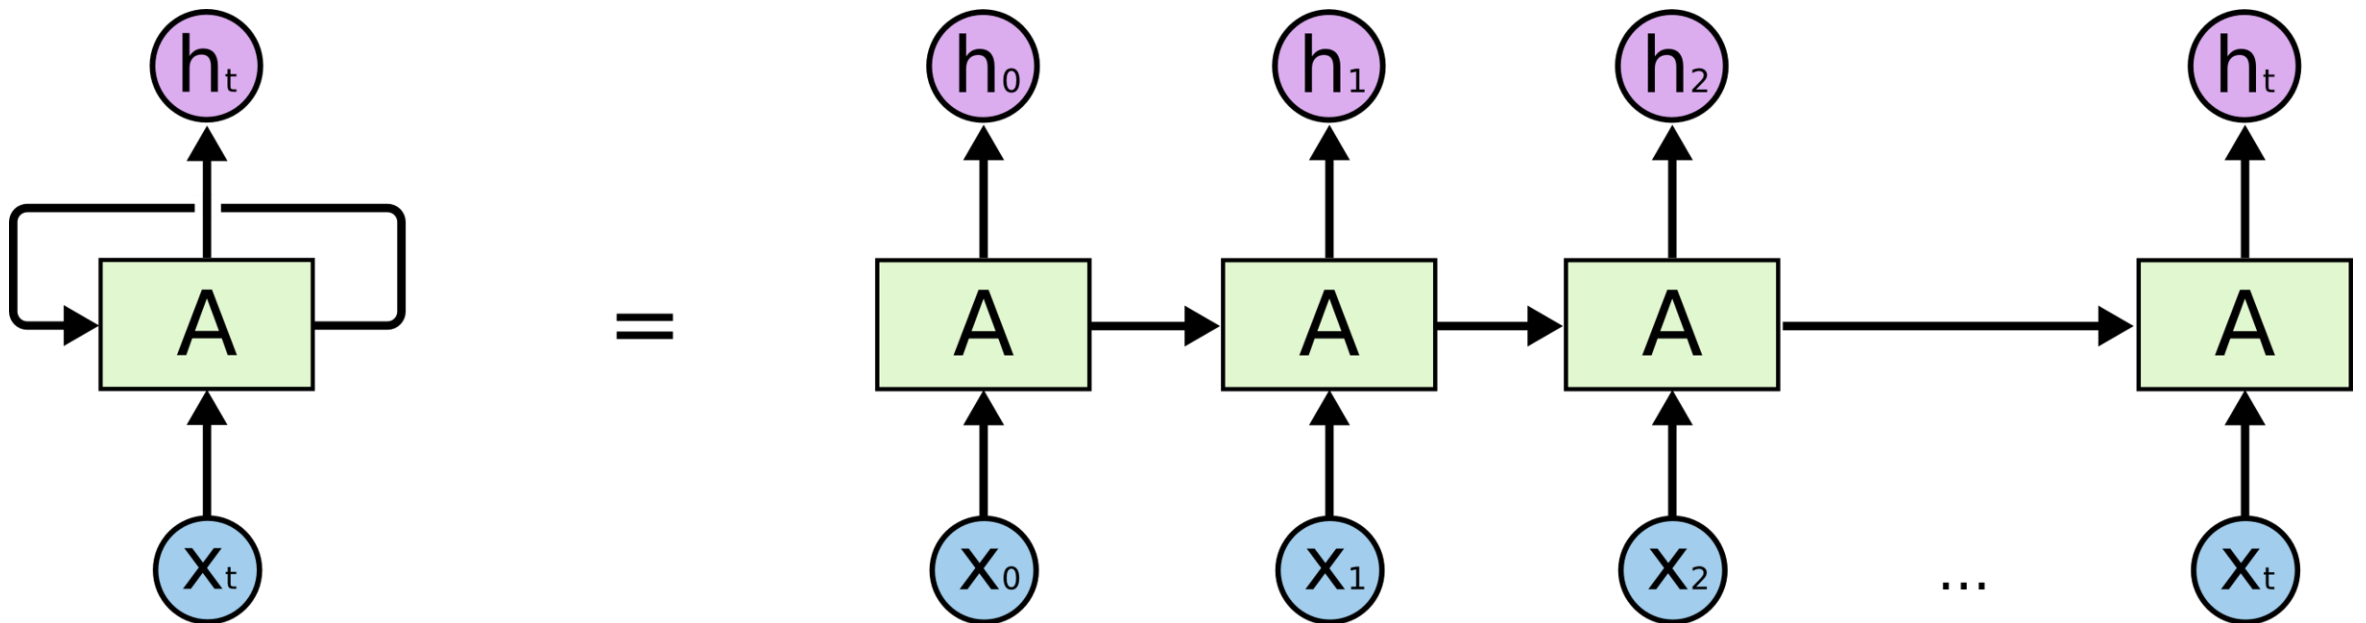 hₜ h₀ h₁ h₂ hₜ
A = A A A A
xₜ x₀ x₁ x₂ ... xₜ